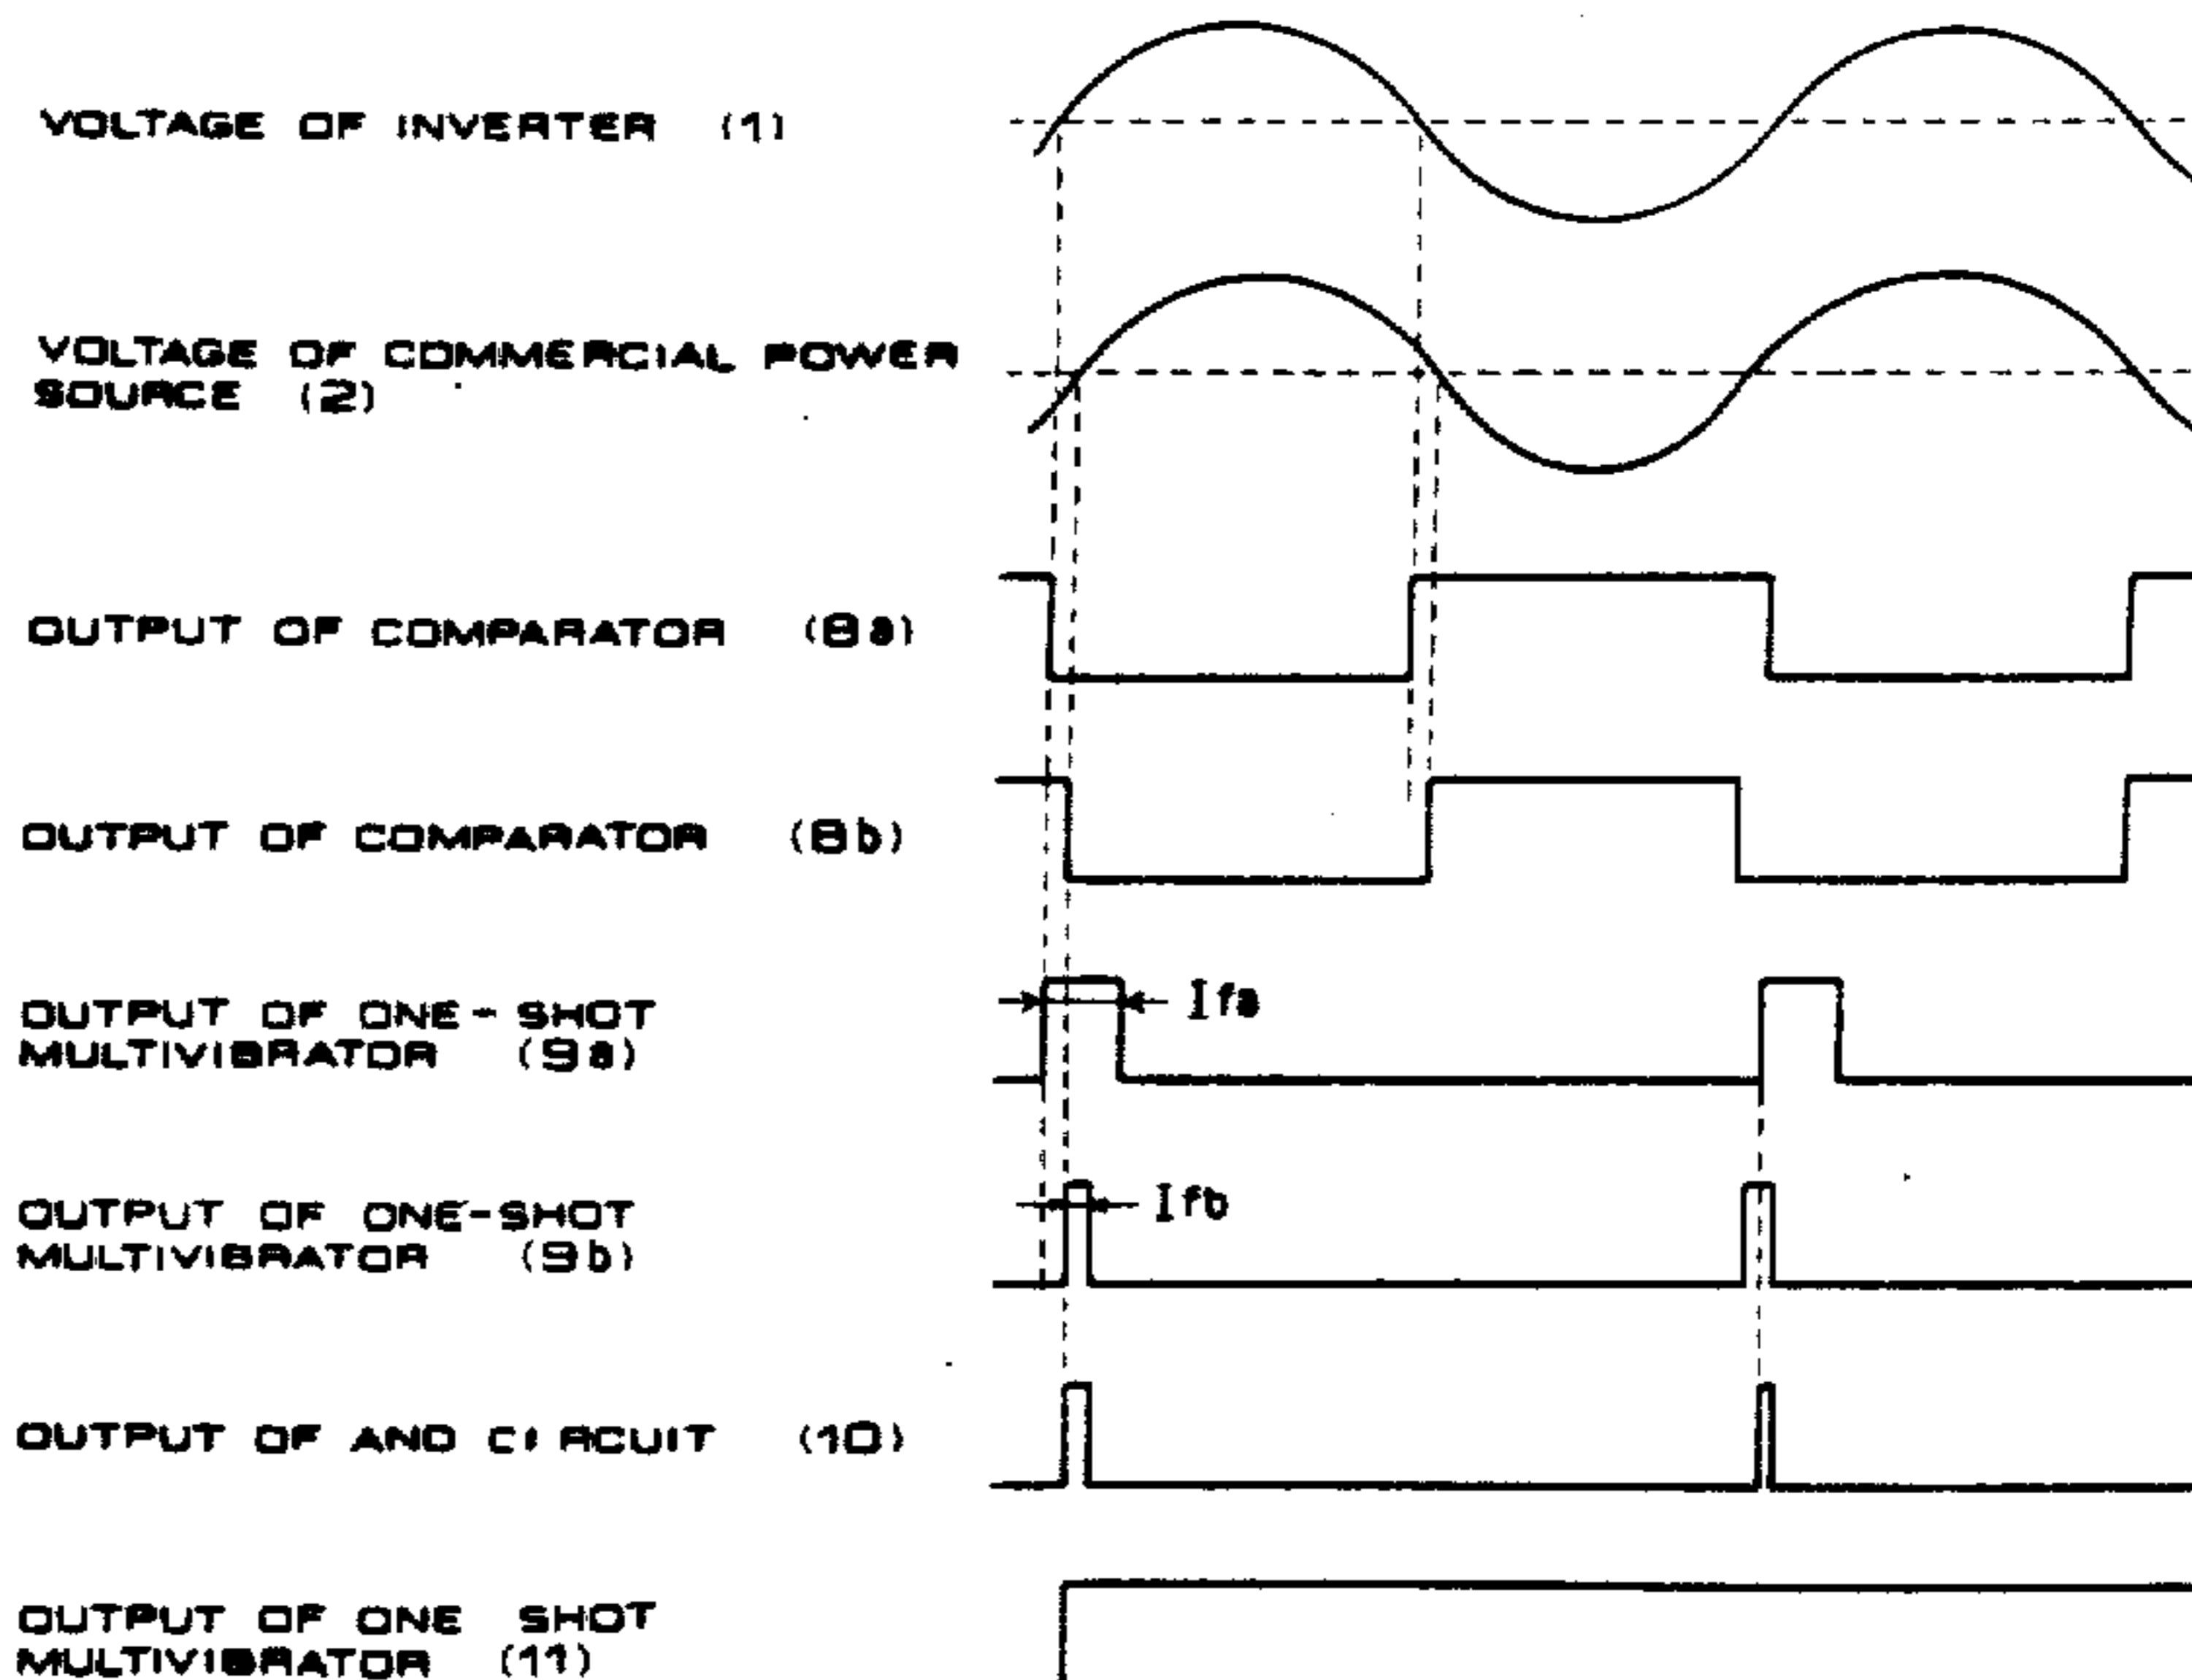 VOLTAGE OF INVERTER (1)
VOLTAGE OF COMMERCIAL POWER
SOURCE (2)
OUTPUT OF COMPARATOR (8a)
OUTPUT OF COMPARATOR (8b)
OUTPUT OF ONE-SHOT
MULTIVIBRATOR (9a)
Ifa
OUTPUT OF ONE-SHOT
MULTIVIBRATOR (9b)
Ifb
OUTPUT OF AND CIRCUIT (10)
OUTPUT OF ONE SHOT
MULTIVIBRATOR (11)